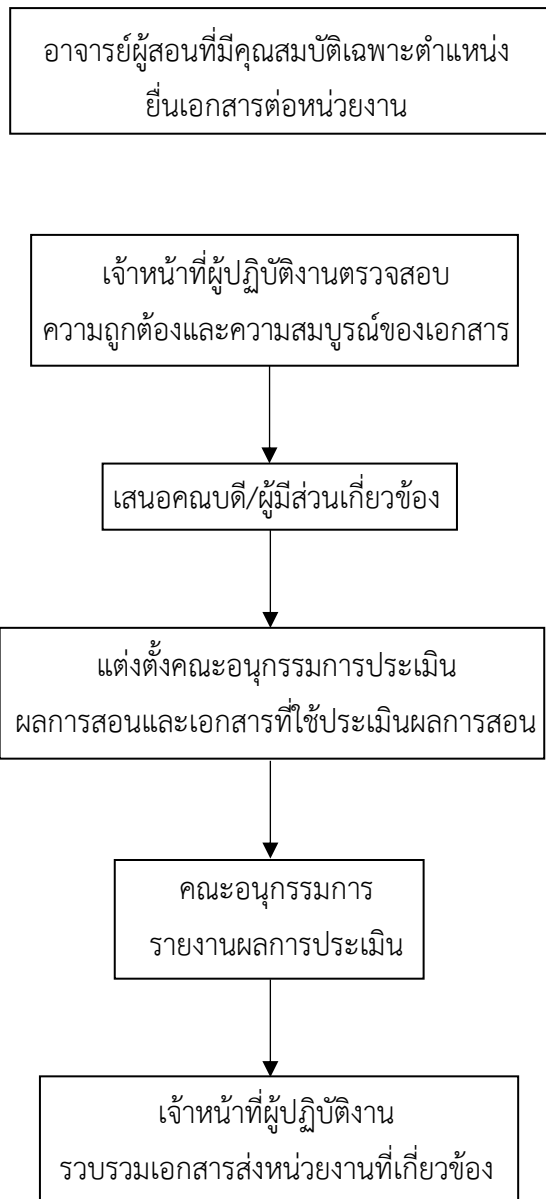 อาจารย์ผู้สอนที่มีคุณสมบัติเฉพาะตำแหน่ง
ยื่นเอกสารต่อหน่วยงาน
เจ้าหน้าที่ผู้ปฏิบัติงานตรวจสอบ
ความถูกต้องและความสมบูรณ์ของเอกสาร
เสนอคณบดี/ผู้มีส่วนเกี่ยวข้อง
แต่งตั้งคณะอนุกรรมการประเมิน
ผลการสอนและเอกสารที่ใช้ประเมินผลการสอน
คณะอนุกรรมการ
รายงานผลการประเมิน
เจ้าหน้าที่ผู้ปฏิบัติงาน
รวบรวมเอกสารส่งหน่วยงานที่เกี่ยวข้อง